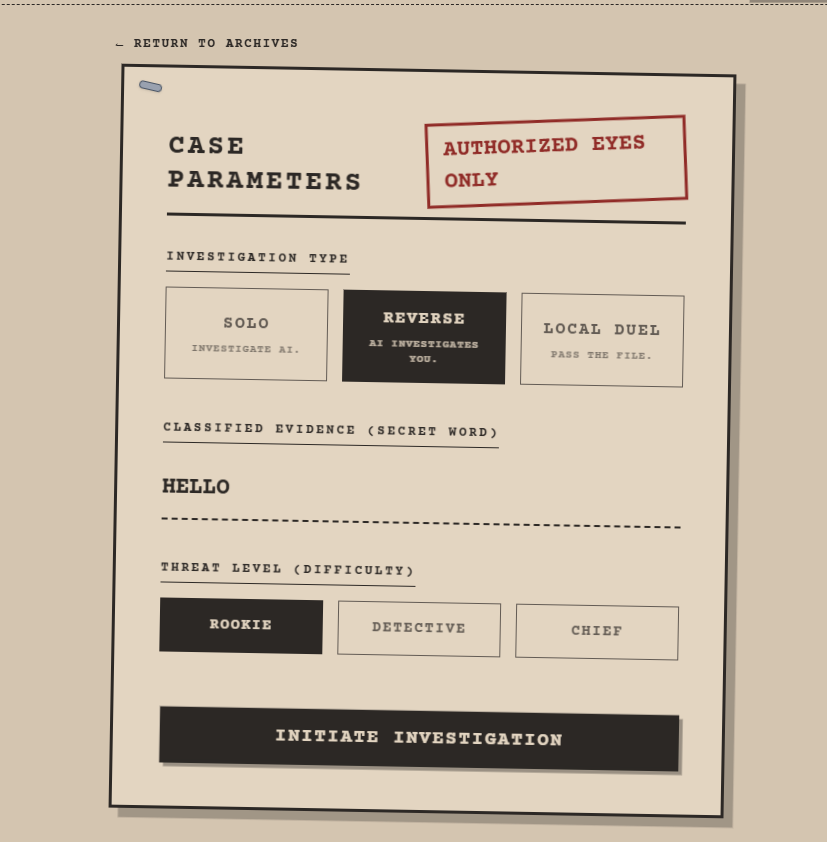 ← RETURN TO ARCHIVES
CASE
PARAMETERS
AUTHORIZED EYES
ONLY
INVESTIGATION TYPE
SOLO
INVESTIGATE AI.
REVERSE
AI INVESTIGATES
YOU.
LOCAL DUEL
PASS THE FILE.
CLASSIFIED EVIDENCE (SECRET WORD)
HELLO
THREAT LEVEL (DIFFICULTY)
ROOKIE
DETECTIVE
CHIEF
INITIATE INVESTIGATION